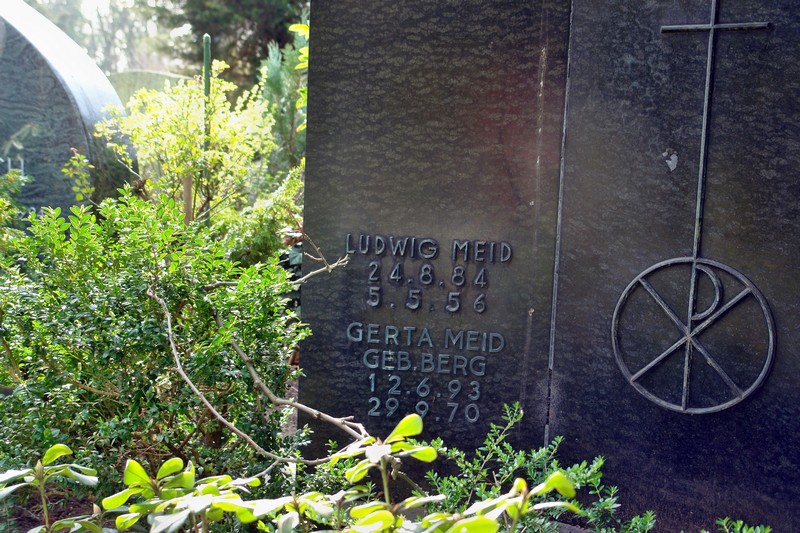 LUDWIG MEID
24.8.84
5.5.56
GERTA MEID
GEB.BERG
12.6.93
29.9.70